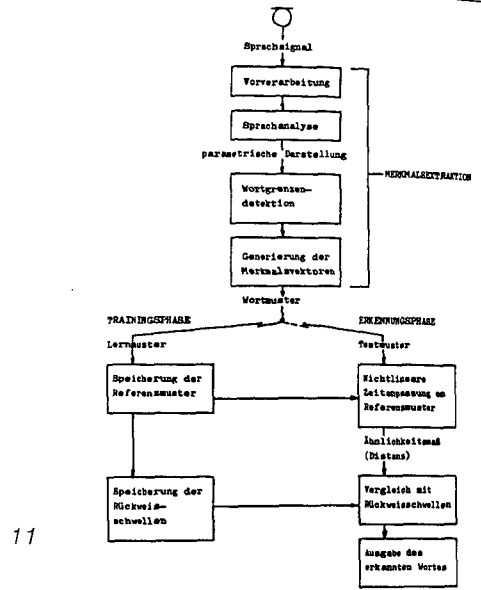 Sprachsignal
Vorverarbeitung
Sprachanalyse
parametrische Darstellung
MERKMALSEXTRAKTION
Wortgrenzen-
detektion
Generierung der
Merkmalsvektoren
Wortmuster
TRAININGSPHASE
ERKENNUNGSPHASE
Lernmuster
Testmuster
Speicherung der
Referenzmuster
Nichtlineare
Zeitanpassung an
Referenzmuster
Ähnlichkeitsmaß
(Distanz)
Speicherung der
Rückweis-
schwellen
Vergleich mit
Rückweisschwellen
11
Ausgabe des
erkannten Wortes